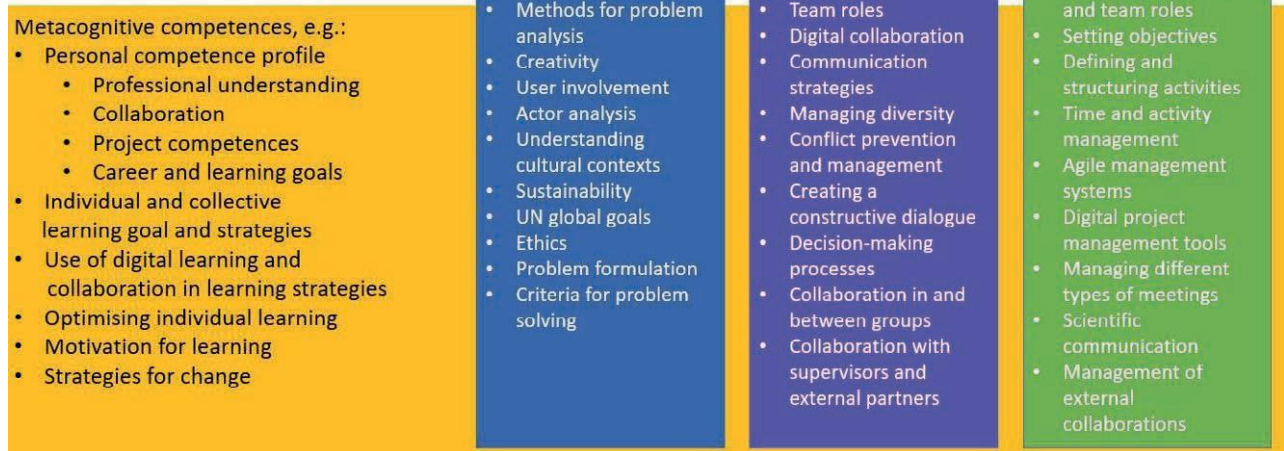 Metacognitive competences, e.g.:
• Personal competence profile
• Professional understanding
• Collaboration
• Project competences
• Career and learning goals
• Individual and collective
learning goal and strategies
• Use of digital learning and
collaboration in learning strategies
• Optimising individual learning
• Motivation for learning
• Strategies for change
• Methods for problem
analysis
• Creativity
• User involvement
• Actor analysis
• Understanding
cultural contexts
• Sustainability
• UN global goals
• Ethics
• Problem formulation
• Criteria for problem
solving
• Team roles
• Digital collaboration
• Communication
strategies
• Managing diversity
• Conflict prevention
and management
• Creating a
constructive dialogue
• Decision-making
processes
• Collaboration in and
between groups
• Collaboration with
supervisors and
external partners
and team roles
• Setting objectives
• Defining and
structuring activities
• Time and activity
management
• Agile management
systems
• Digital project
management tools
• Managing different
types of meetings
• Scientific
communication
• Management of
external
collaborations